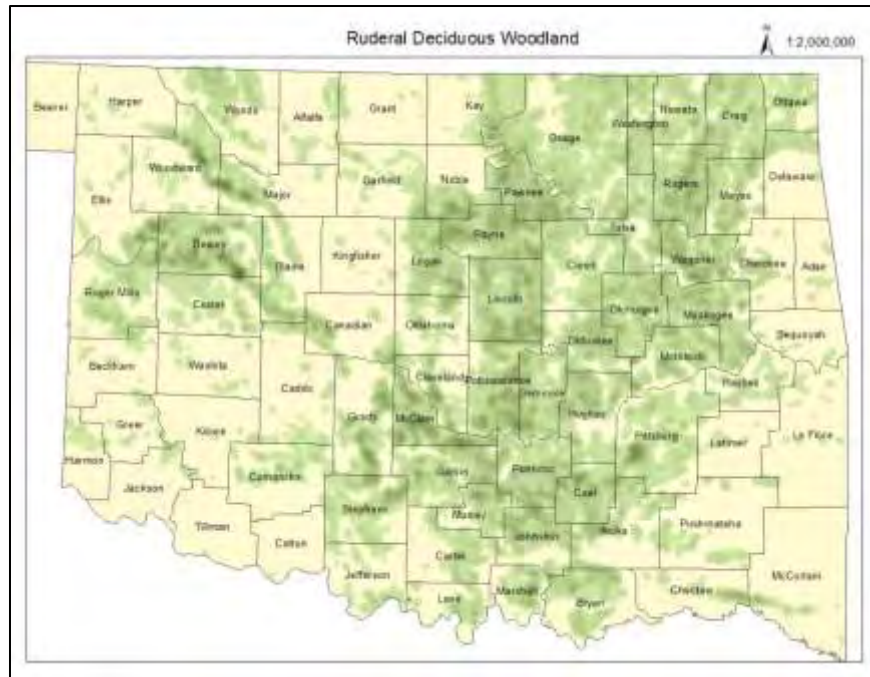 Ruderal Deciduous Woodland
N
1:2,000,000
Beaver
Harper
Woods
Alfalfa
Grant
Kay
Osage
Washington
Nowata
Craig
Ottawa
Woodward
Ellis
Major
Garfield
Noble
Pawnee
Rogers
Mayes
Delaware
Dewey
Blaine
Kingfisher
Logan
Payne
Creek
Tulsa
Wagoner
Cherokee
Adair
Roger Mills
Custer
Canadian
Oklahoma
Lincoln
Okmulgee
Muskogee
Sequoyah
Beckham
Washita
Caddo
Cleveland
Pottawatomie
Seminole
Okfuskee
McIntosh
Haskell
Greer
Kiowa
Grady
McClain
Hughes
Pittsburg
Latimer
Le Flore
Harmon
Jackson
Comanche
Garvin
Pontotoc
Coal
Tillman
Cotton
Stephens
Murray
Johnston
Atoka
Pushmataha
Jefferson
Carter
Love
Marshall
Bryan
Choctaw
McCurtain